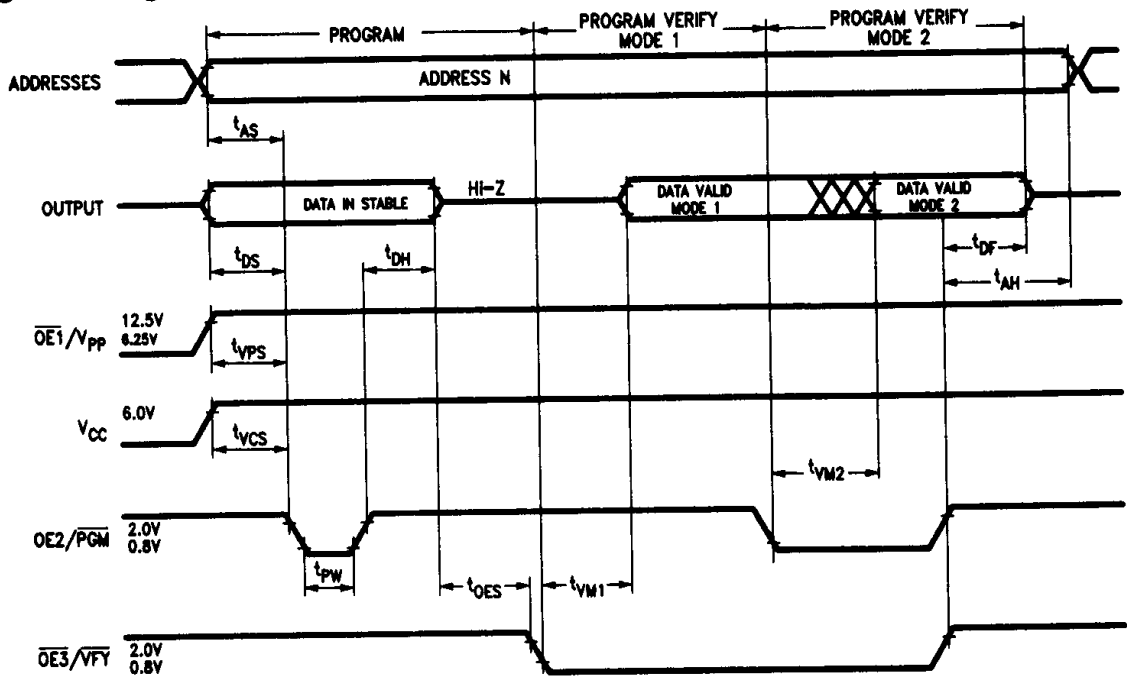 PROGRAM
PROGRAM VERIFY
MODE 1
PROGRAM VERIFY
MODE 2
ADDRESSES
ADDRESS N
tAS
OUTPUT
DATA IN STABLE
HI-Z
DATA VALID
MODE 1
DATA VALID
MODE 2
tDS
tDH
tDF
tAH
OE1/VPP
12.5V
6.25V
tVPS
VCC
6.0V
tVCS
tVM2
OE2/PGM
2.0V
0.8V
tPW
tOES
tVM1
OE3/VFY
2.0V
0.8V